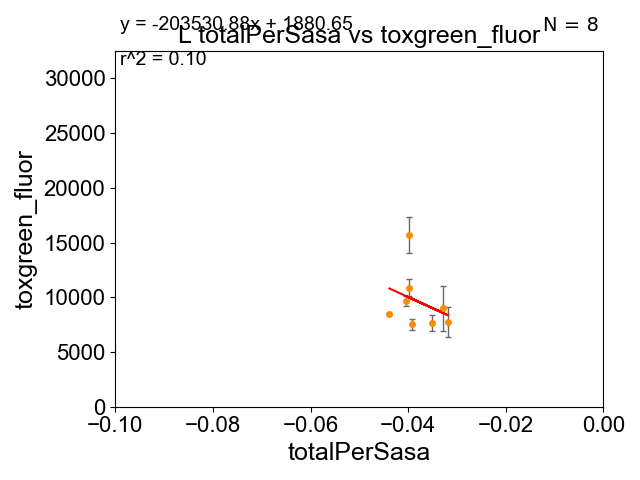 y = -203530.88x + 1880.65
N = 8
L totalPerSasa vs toxgreen_fluor
r^2 = 0.10
30000
25000
20000
15000
10000
5000
0
toxgreen_fluor
−0.10 −0.08 −0.06 −0.04 −0.02 0.00
totalPerSasa